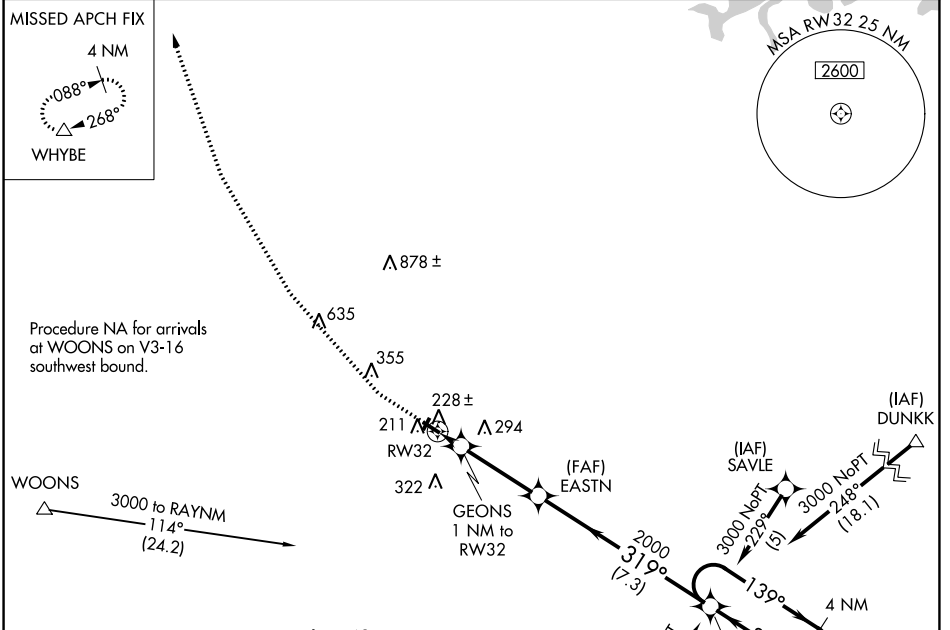 MISSED APCH FIX
4 NM
088°
268°
WHYBE
MSA RW32 25 NM
2600
878 ±
635
Procedure NA for arrivals
at WOONS on V3-16
southwest bound.
355
228 ±
211
294
RW32
322
(IAF)
DUNKK
(IAF)
SAVLE
(FAF)
EASTN
GEONS
1 NM to
RW32
WOONS
3000 to RAYNM
114°
(24.2)
3000 NoPT
229°
(5)
3000 NoPT
248°
(18.1)
2000
319°
(7.3)
139°
4 NM